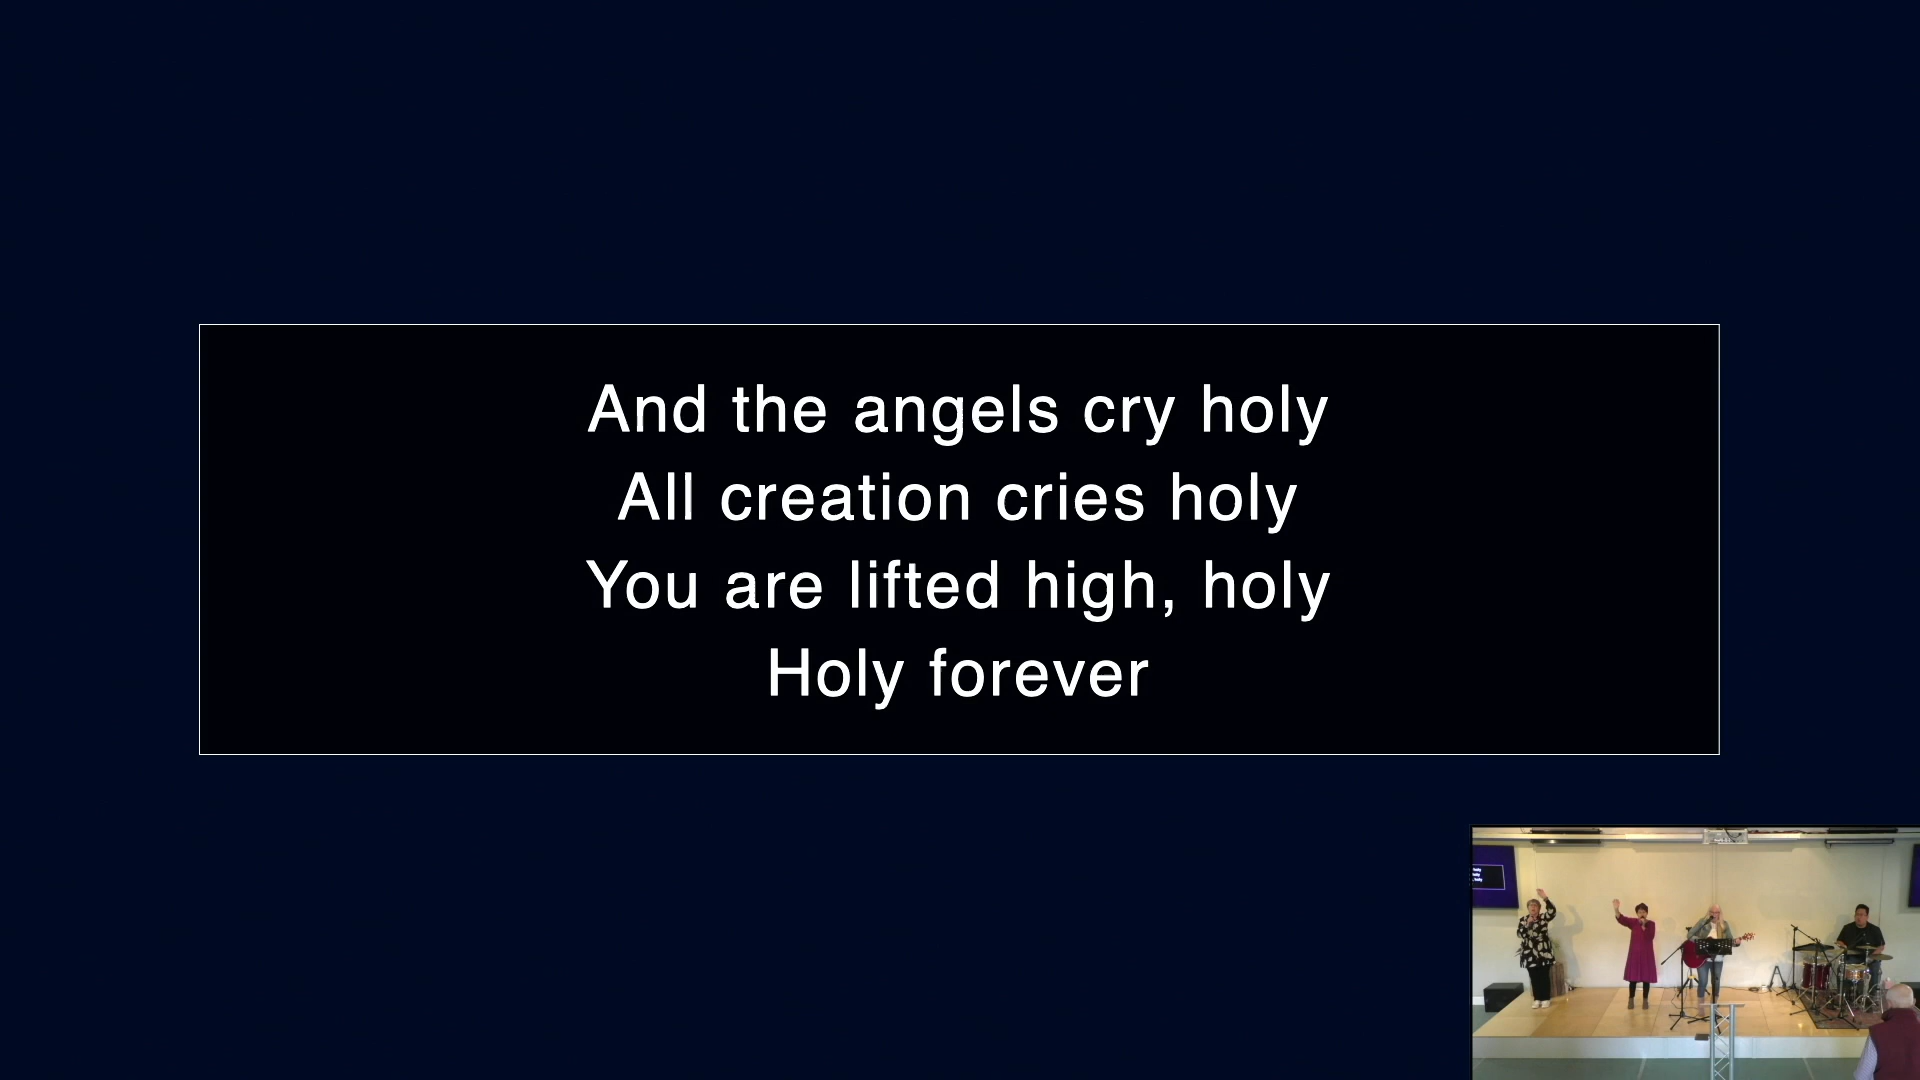 And the angels cry holy
All creation cries holy
You are lifted high, holy
Holy forever